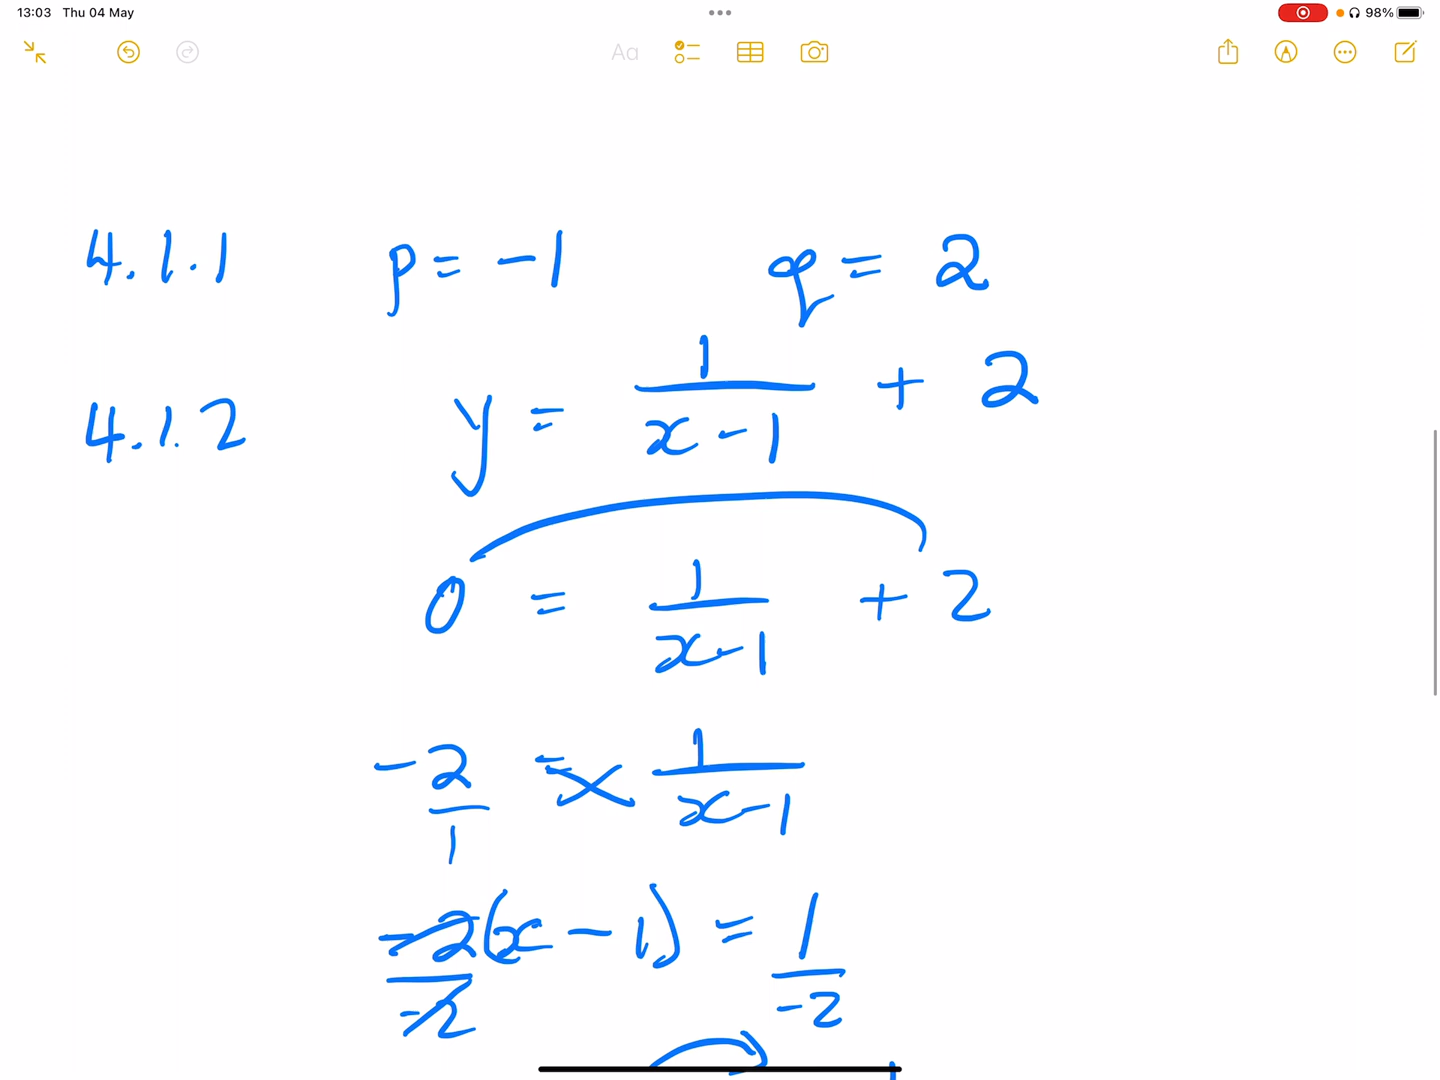 13:03 Thu 04 May 98%
Aa
4.1.1 p = -1 q = 2
4.1.2 y = 1/(x-1) + 2
0 = 1/(x-1) + 2
-2/1 = 1/(x-1)
-2(x-1)/-2 = 1/-2